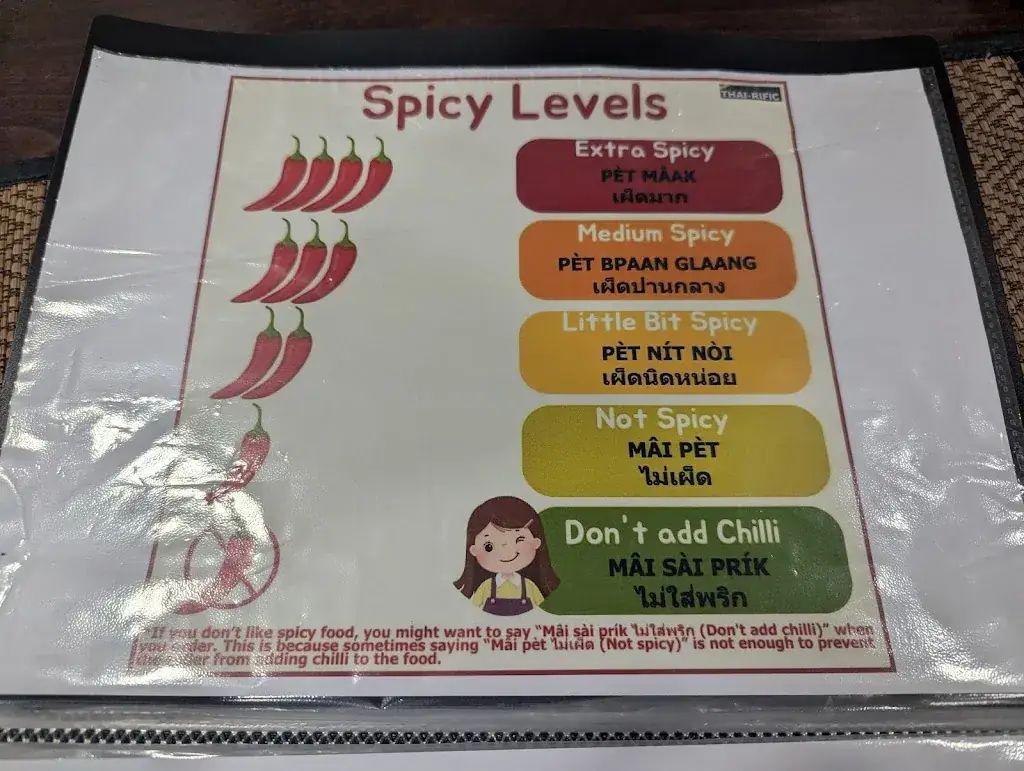 Spicy Levels
THAI-RIFIC
Extra Spicy
PÈT MÂAK
เผ็ดมาก
Medium Spicy
PÈT BPAAN GLAANG
เผ็ดปานกลาง
Little Bit Spicy
PÈT NÍT NÒI
เผ็ดนิดหน่อย
Not Spicy
MÂI PÈT
ไม่เผ็ด
Don't add Chilli
MÂI SÀI PRÍK
ไม่ใส่พริก
"If you don't like spicy food, you might want to say "Mâi sài prik ไม่ใส่พริก (Don't add chilli)" when
you order. This is because sometimes saying "Mâi pèt ไม่เผ็ด (Not spicy)" is not enough to prevent
from adding chilli to the food.